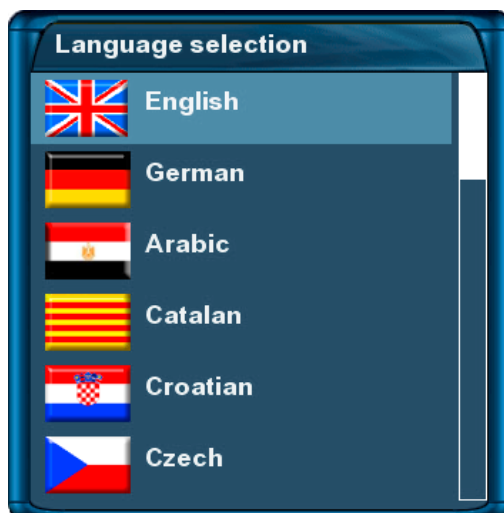 Language selection
English
German
Arabic
Catalan
Croatian
Czech